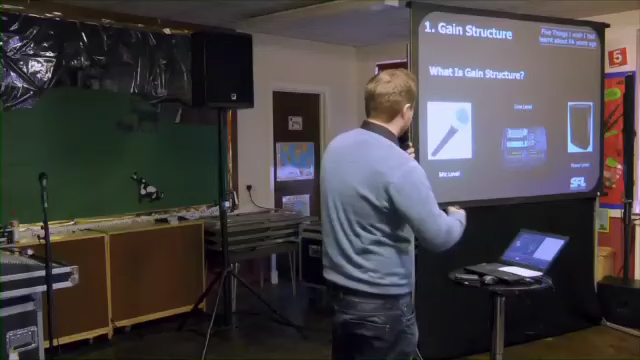 1. Gain Structure
Five Things I wish I had
learnt about 14 years ago
What Is Gain Structure?
Line Level
Mic Level
Power Level
SFL
5